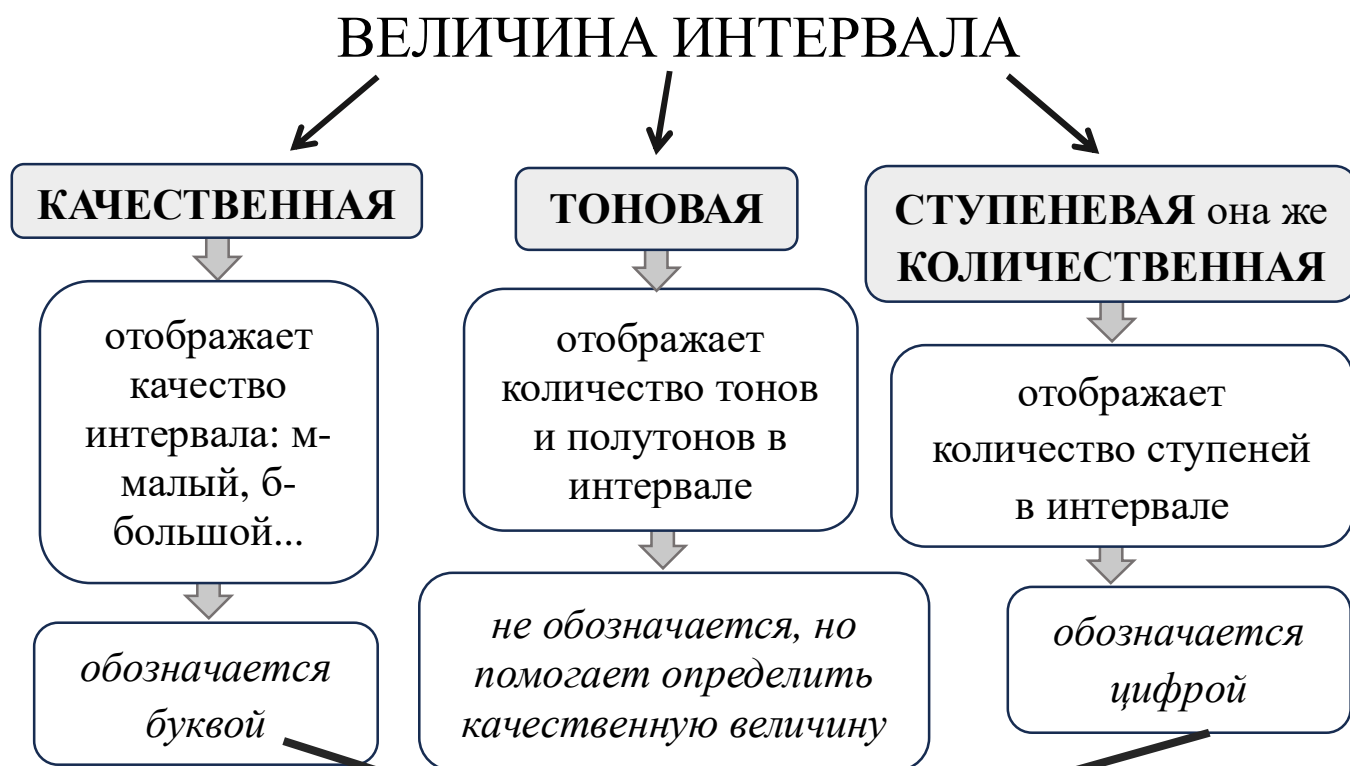 ВЕЛИЧИНА ИНТЕРВАЛА
КАЧЕСТВЕННАЯ
отображает
качество
интервала: м-
малый, б-
большой...
обозначается
буквой
ТОНОВАЯ
отображает
количество тонов
и полутонов в
интервале
не обозначается, но
помогает определить
качественную величину
СТУПЕНЕВАЯ она же
КОЛИЧЕСТВЕННАЯ
отображает
количество ступеней
в интервале
обозначается
цифрой